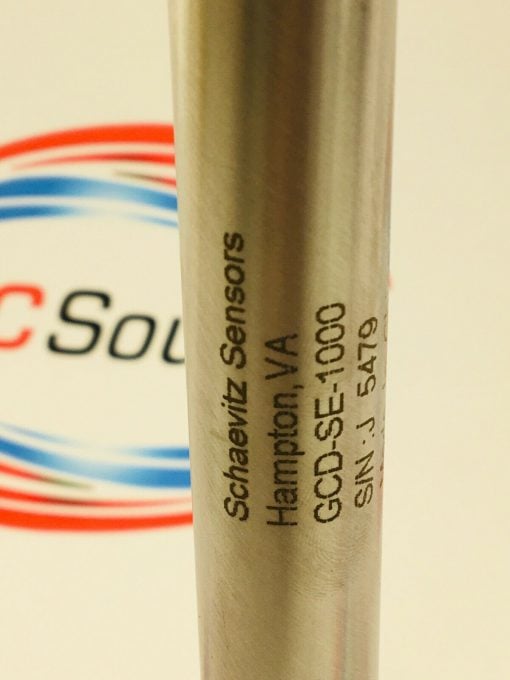 Schaevitz Sensors
Hampton, VA
GCD-SE-1000
S/N : J 5479